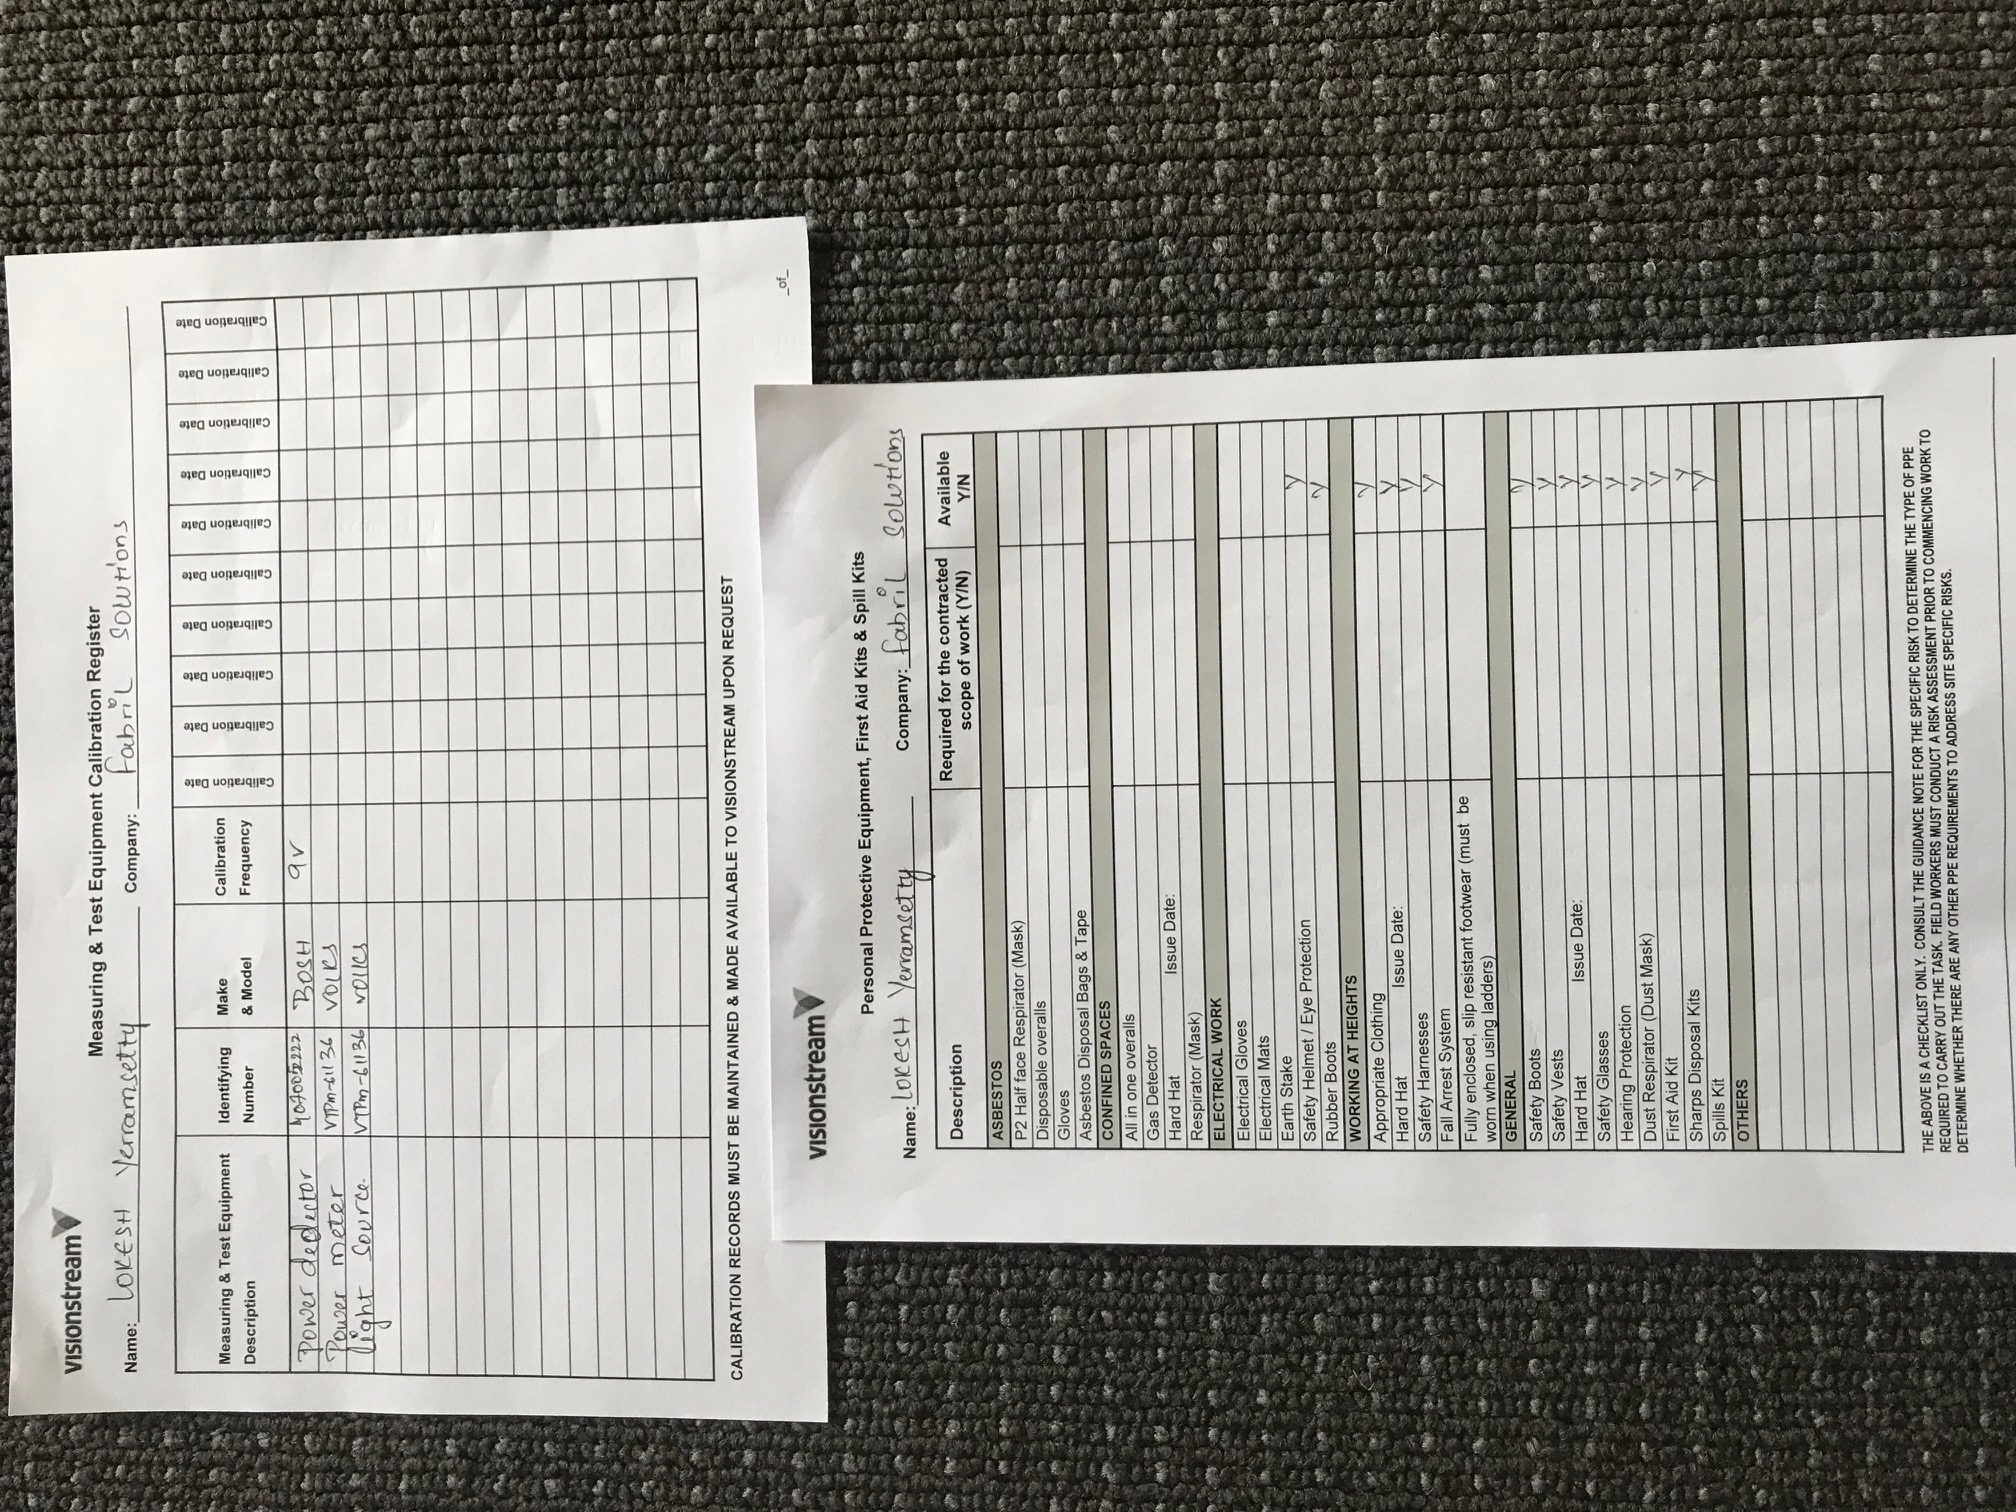 visionstream
Measuring & Test Equipment Calibration Register
Name: LOKESH Yerramsetty Company: fabril Solutions
Measuring & Test Equipment Description Identifying Number Make & Model Calibration Frequency Calibration Date Calibration Date Calibration Date Calibration Date Calibration Date Calibration Date Calibration Date Calibration Date Calibration Date Calibration Date
Power dedector BOSH 9v
Power meter VTPM-61136
light Source. VTPM-61136
CALIBRATION RECORDS MUST BE MAINTAINED & MADE AVAILABLE TO VISIONSTREAM UPON REQUEST
_of_
visionstream
Personal Protective Equipment, First Aid Kits & Spill Kits
Name: LOKESH Yerramsetty Company: fabril Solutions
Description Required for the contracted scope of work (Y/N) Available Y/N
ASBESTOS
P2 Half face Respirator (Mask)
Disposable overalls
Gloves
Asbestos Disposal Bags & Tape
CONFINED SPACES
All in one overalls
Gas Detector
Hard Hat Issue Date:
Respirator (Mask)
ELECTRICAL WORK
Electrical Gloves
Electrical Mats
Earth Stake
Safety Helmet / Eye Protection Y
Rubber Boots Y
WORKING AT HEIGHTS
Appropriate Clothing Y
Hard Hat Issue Date: Y
Safety Harnesses Y
Fall Arrest System Y
Fully enclosed, slip resistant footwear (must be
worn when using ladders)
GENERAL
Safety Boots Y
Safety Vests Y
Hard Hat Issue Date: Y
Safety Glasses Y
Hearing Protection Y
Dust Respirator (Dust Mask) Y
First Aid Kit Y
Sharps Disposal Kits Y
Spills Kit Y
OTHERS
THE ABOVE IS A CHECKLIST ONLY. CONSULT THE GUIDANCE NOTE FOR THE SPECIFIC RISK TO DETERMINE THE TYPE OF PPE
REQUIRED TO CARRY OUT THE TASK. FIELD WORKERS MUST CONDUCT A RISK ASSESSMENT PRIOR TO COMMENCING WORK TO
DETERMINE WHETHER THERE ARE ANY OTHER PPE REQUIREMENTS TO ADDRESS SITE SPECIFIC RISKS.